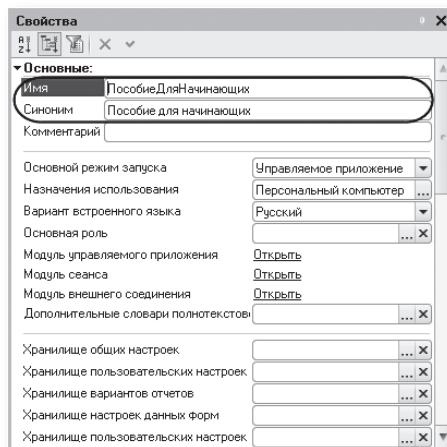 Свойства
Основные:
Имя ПособиеДляНачинающих
Синоним Пособие для начинающих
Комментарий
Основной режим запуска Управляемое приложение
Назначения использования Персональный компьютер ...
Вариант встроенного языка Русский
Основная роль ...
Модуль управляемого приложения Открыть
Модуль сеанса Открыть
Модуль внешнего соединения Открыть
Дополнительные словари полнотекстов ...
Хранилище общих настроек ...
Хранилище пользовательских настроек ...
Хранилище вариантов отчетов ...
Хранилище настроек данных форм ...
Хранилище пользовательских настроек ...